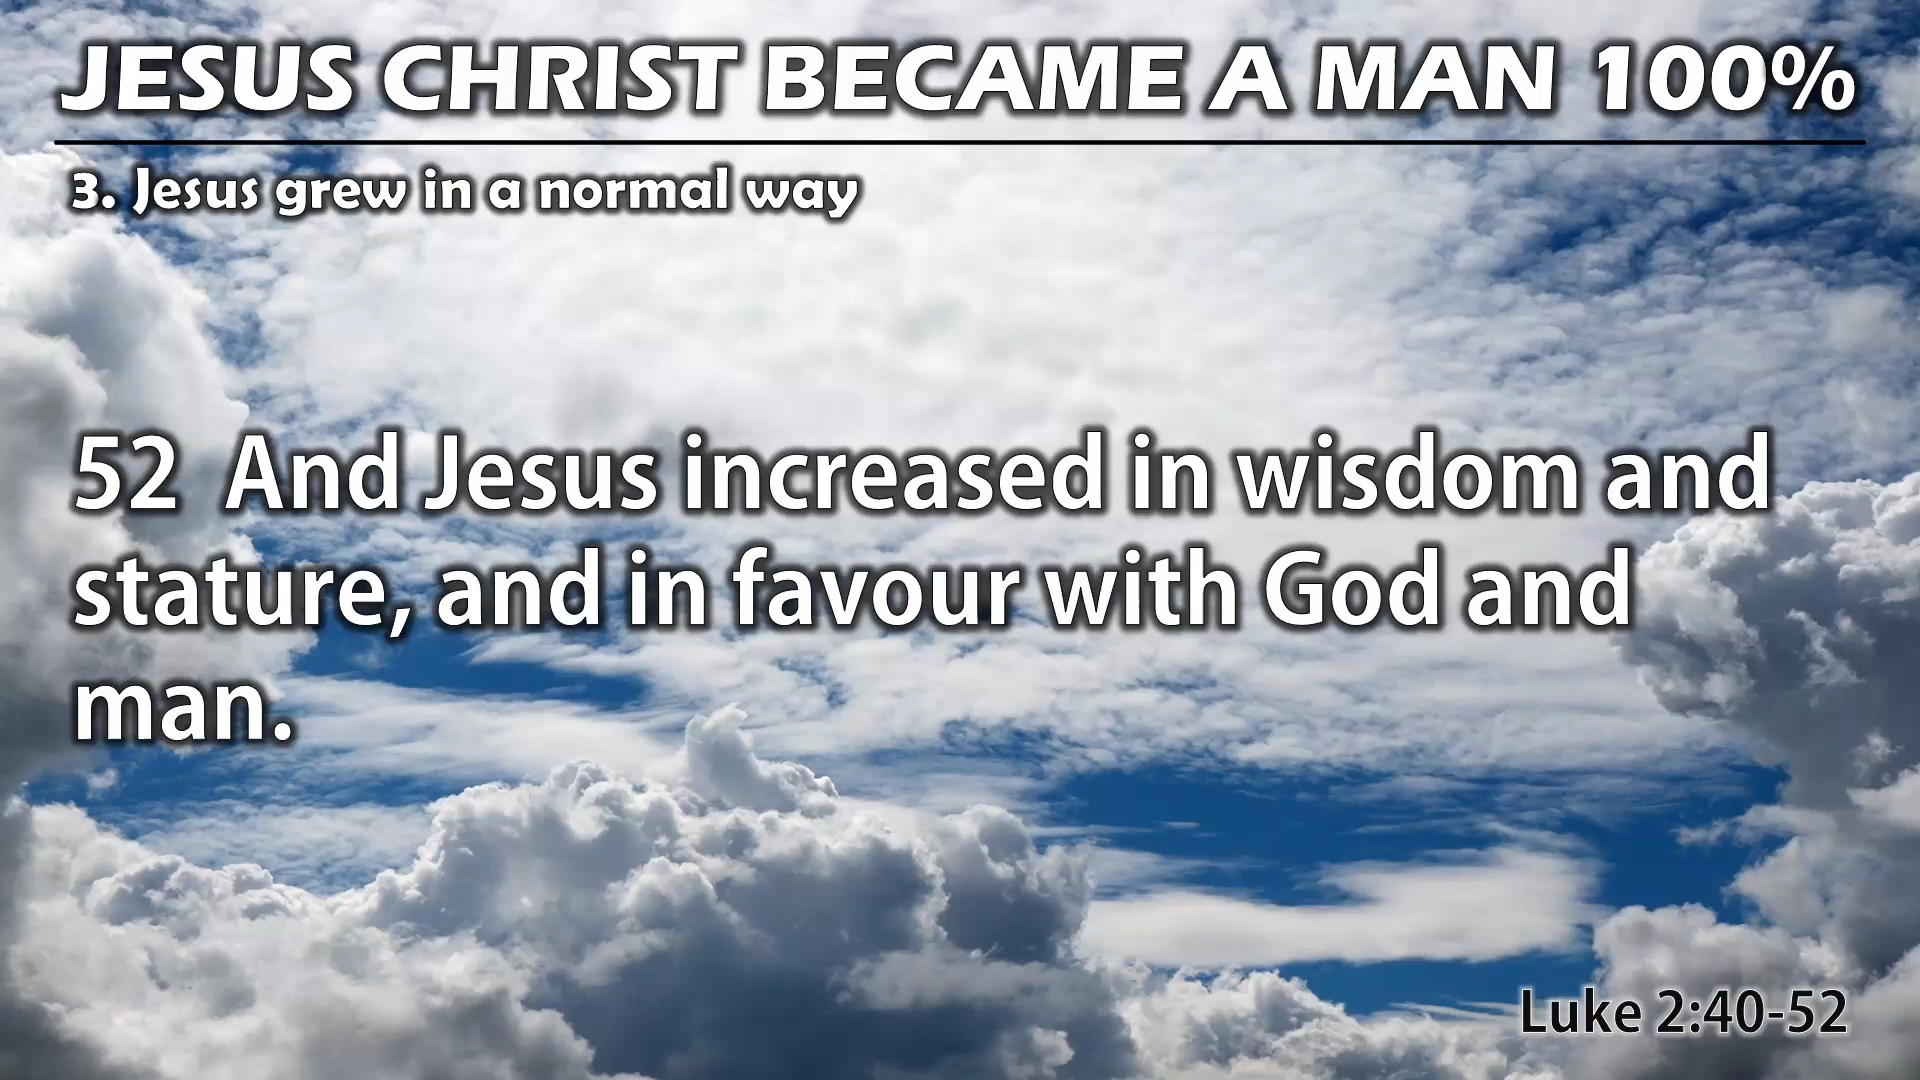 JESUS CHRIST BECAME A MAN 100%
3. Jesus grew in a normal way
52  And Jesus increased in wisdom and
stature, and in favour with God and
man.
Luke 2:40-52